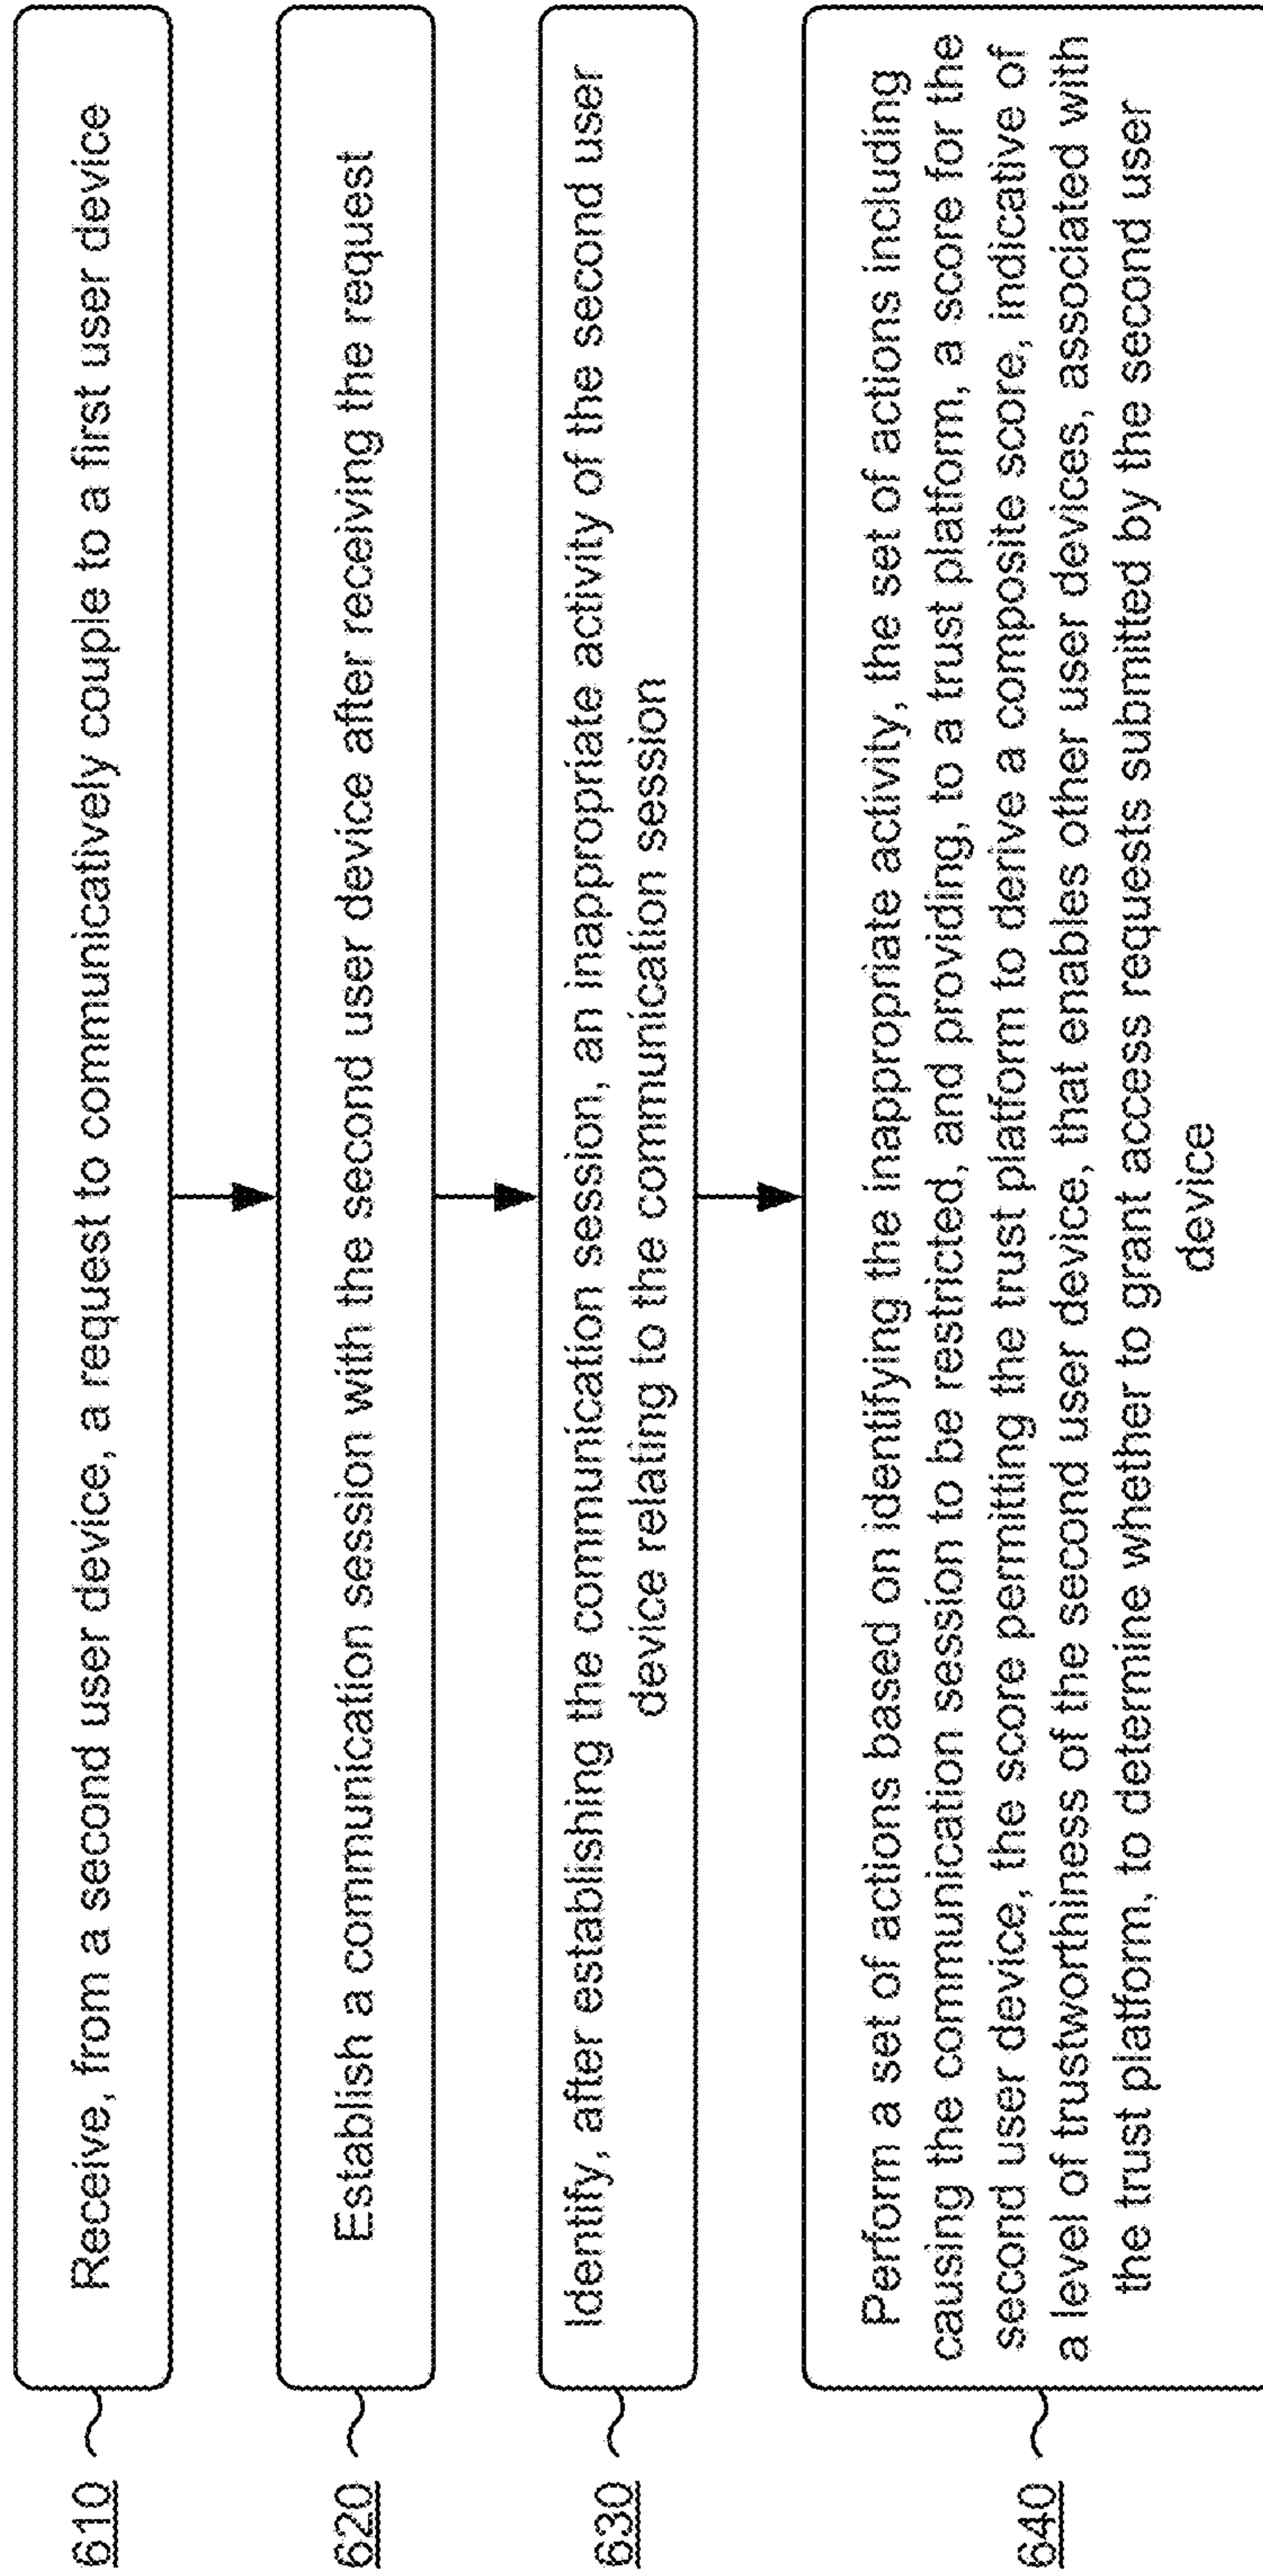 610
Receive, from a second user device, a request to communicatively couple to a first user device
620
Establish a communication session with the second user device after receiving the request
630
Identify, after establishing the communication session, an inappropriate activity of the second user
device relating to the communication session
640
Perform a set of actions based on identifying the inappropriate activity, the set of actions including
causing the communication session to be restricted, and providing, to a trust platform, a score for the
second user device, the score permitting the trust platform to derive a composite score, indicative of
a level of trustworthiness of the second user device, that enables other user devices, associated with
the trust platform, to determine whether to grant access requests submitted by the second user
device